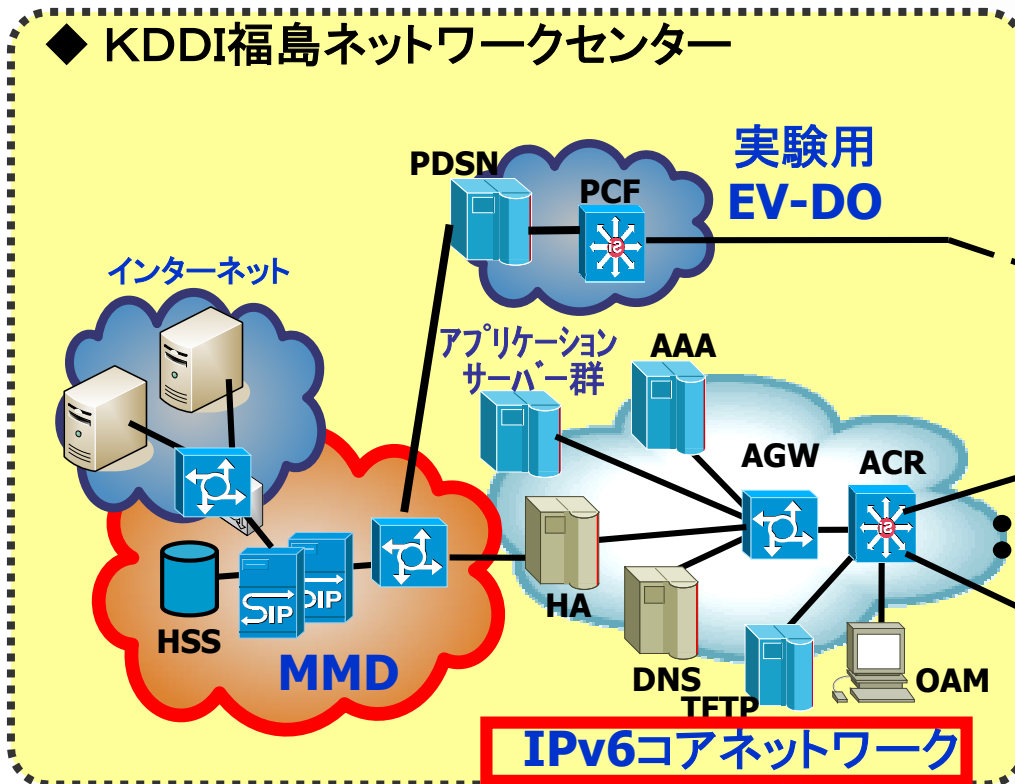 ◆ KDDI福島ネットワークセンター
実験用
EV-DO
PDSN
PCF
インターネット
アプリケーション
サーバー群
AAA
AGW
ACR
HSS
SIP
SIP
MMD
HA
DNS
TFTP
OAM
IPv6コアネットワーク